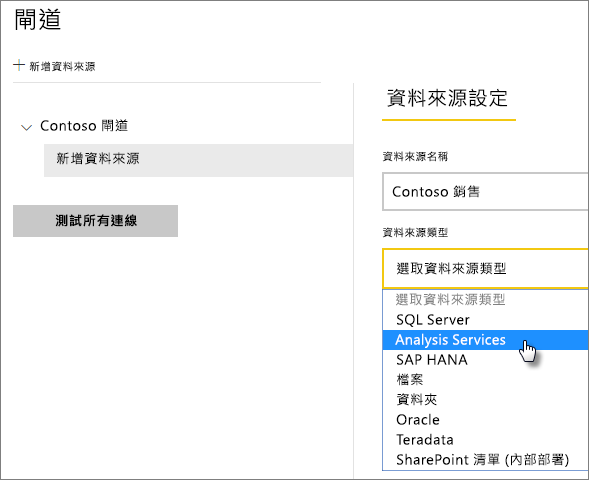 閘道
新增資料來源
Contoso 閘道
新增資料來源
測試所有連線
資料來源設定
資料來源名稱
Contoso 銷售
資料來源類型
選取資料來源類型
選取資料來源類型
SQL Server
Analysis Services
SAP HANA
檔案
資料夾
Oracle
Teradata
SharePoint 清單 (內部部署)